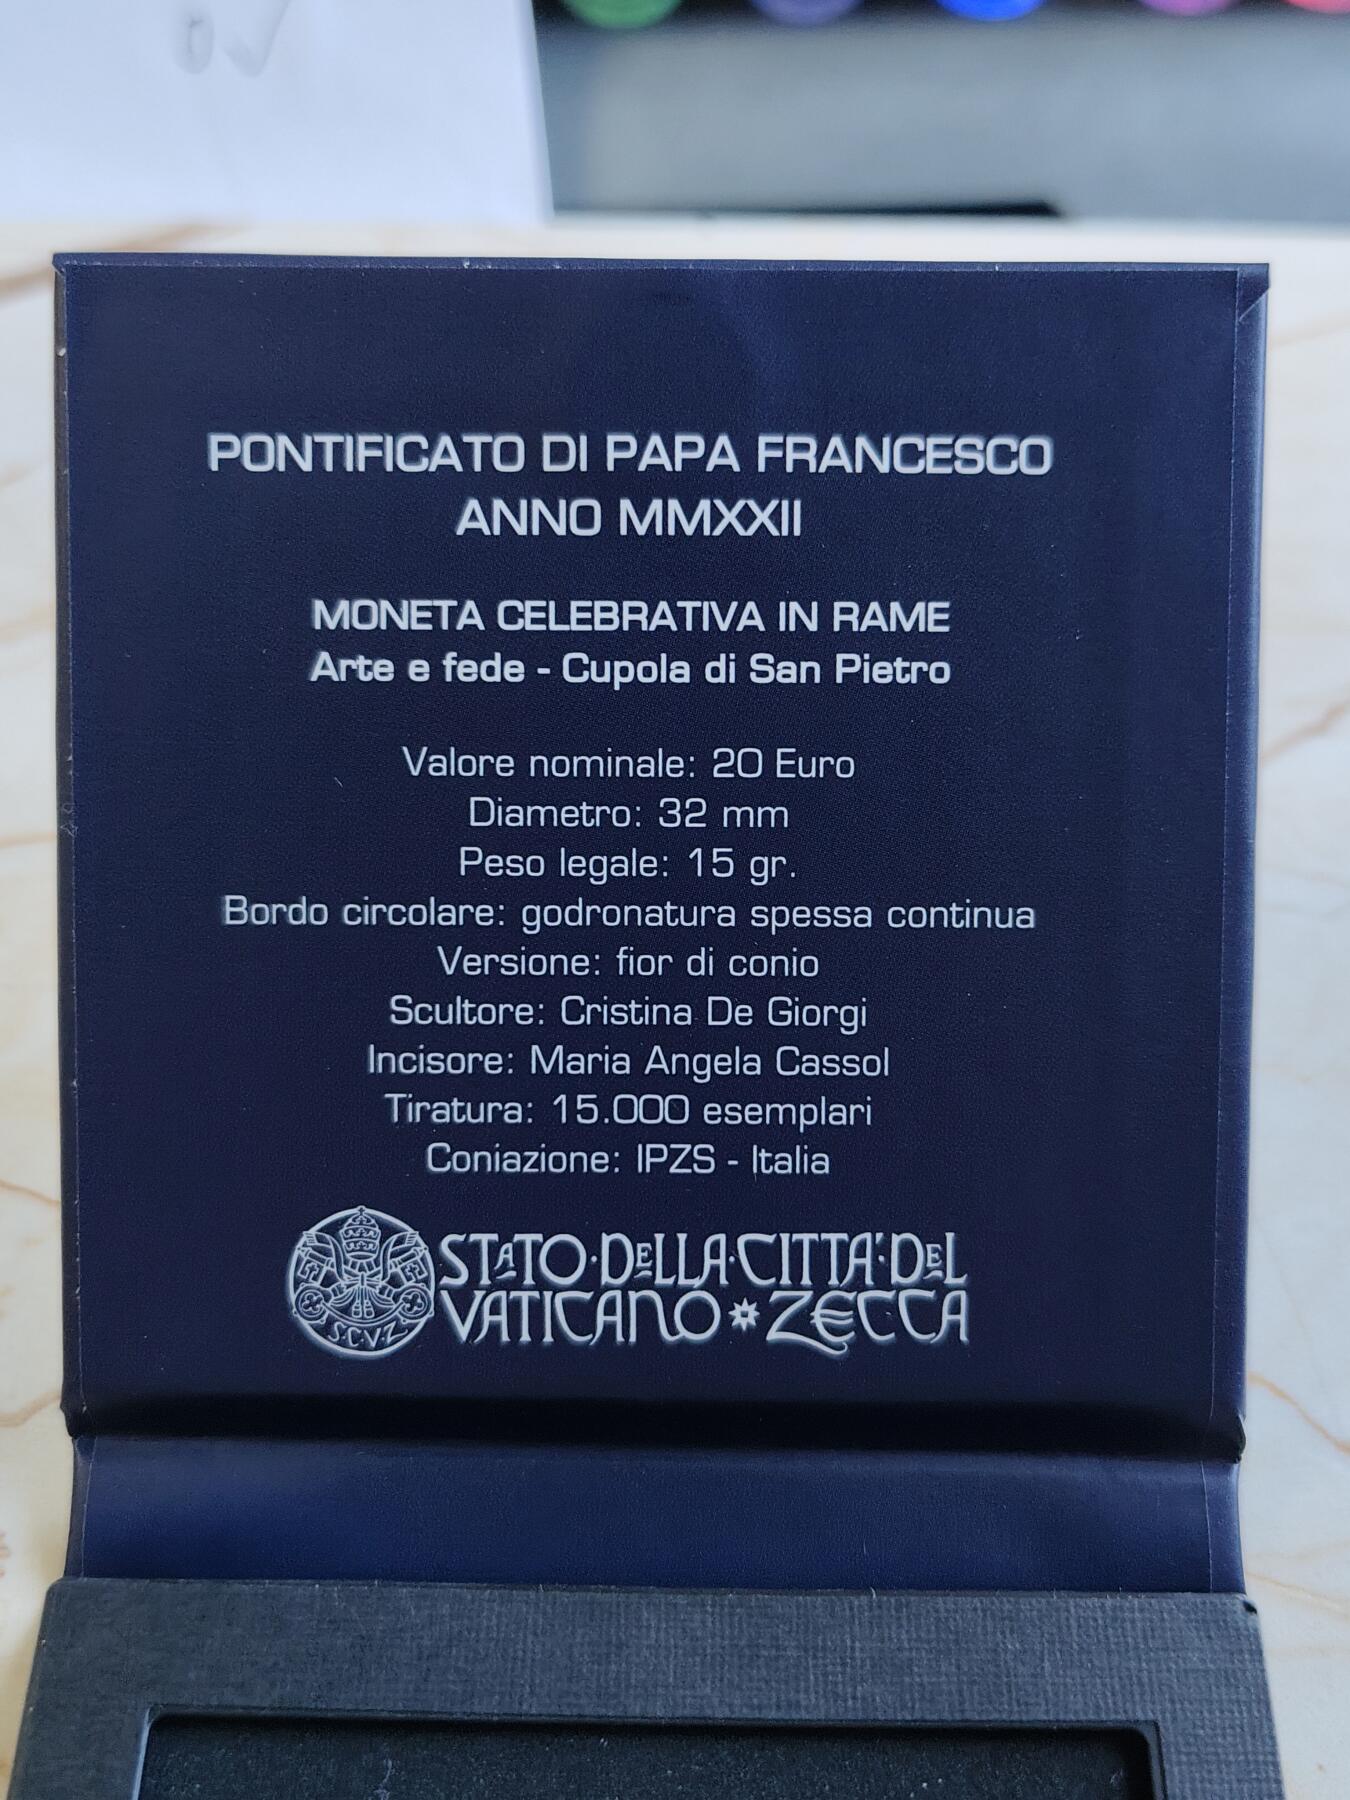 PONTIFICATO DI PAPA FRANCESCO
ANNO MMXXII
MONETA CELEBRATIVA IN RAME
Arte e fede - Cupola di San Pietro
Valore nominale: 20 Euro
Diametro: 32 mm
Peso legale: 15 gr.
Bordo circolare: godronatura spessa continua
Versione: fior di conio
Scultore: Cristina De Giorgi
Incisore: Maria Angela Cassol
Tiratura: 15.000 esemplari
Coniazione: IPZS - Italia
S.C.V.Z.
STATO·DELLA·CITTA'·DEL
VATICANO * ZECCA